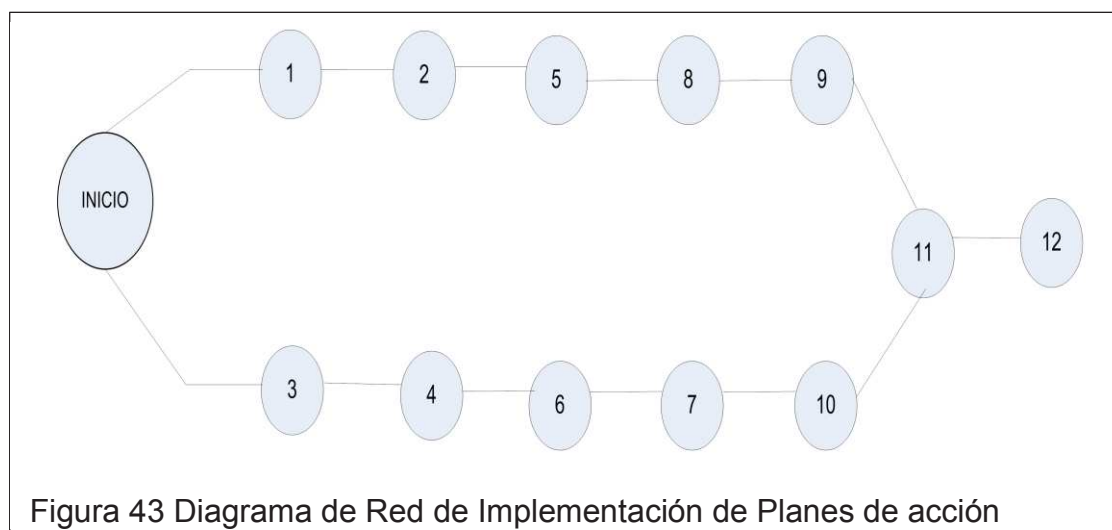 1 2 5 8 9
INICIO
11 12
3 4 6 7 10
Figura 43 Diagrama de Red de Implementación de Planes de acción